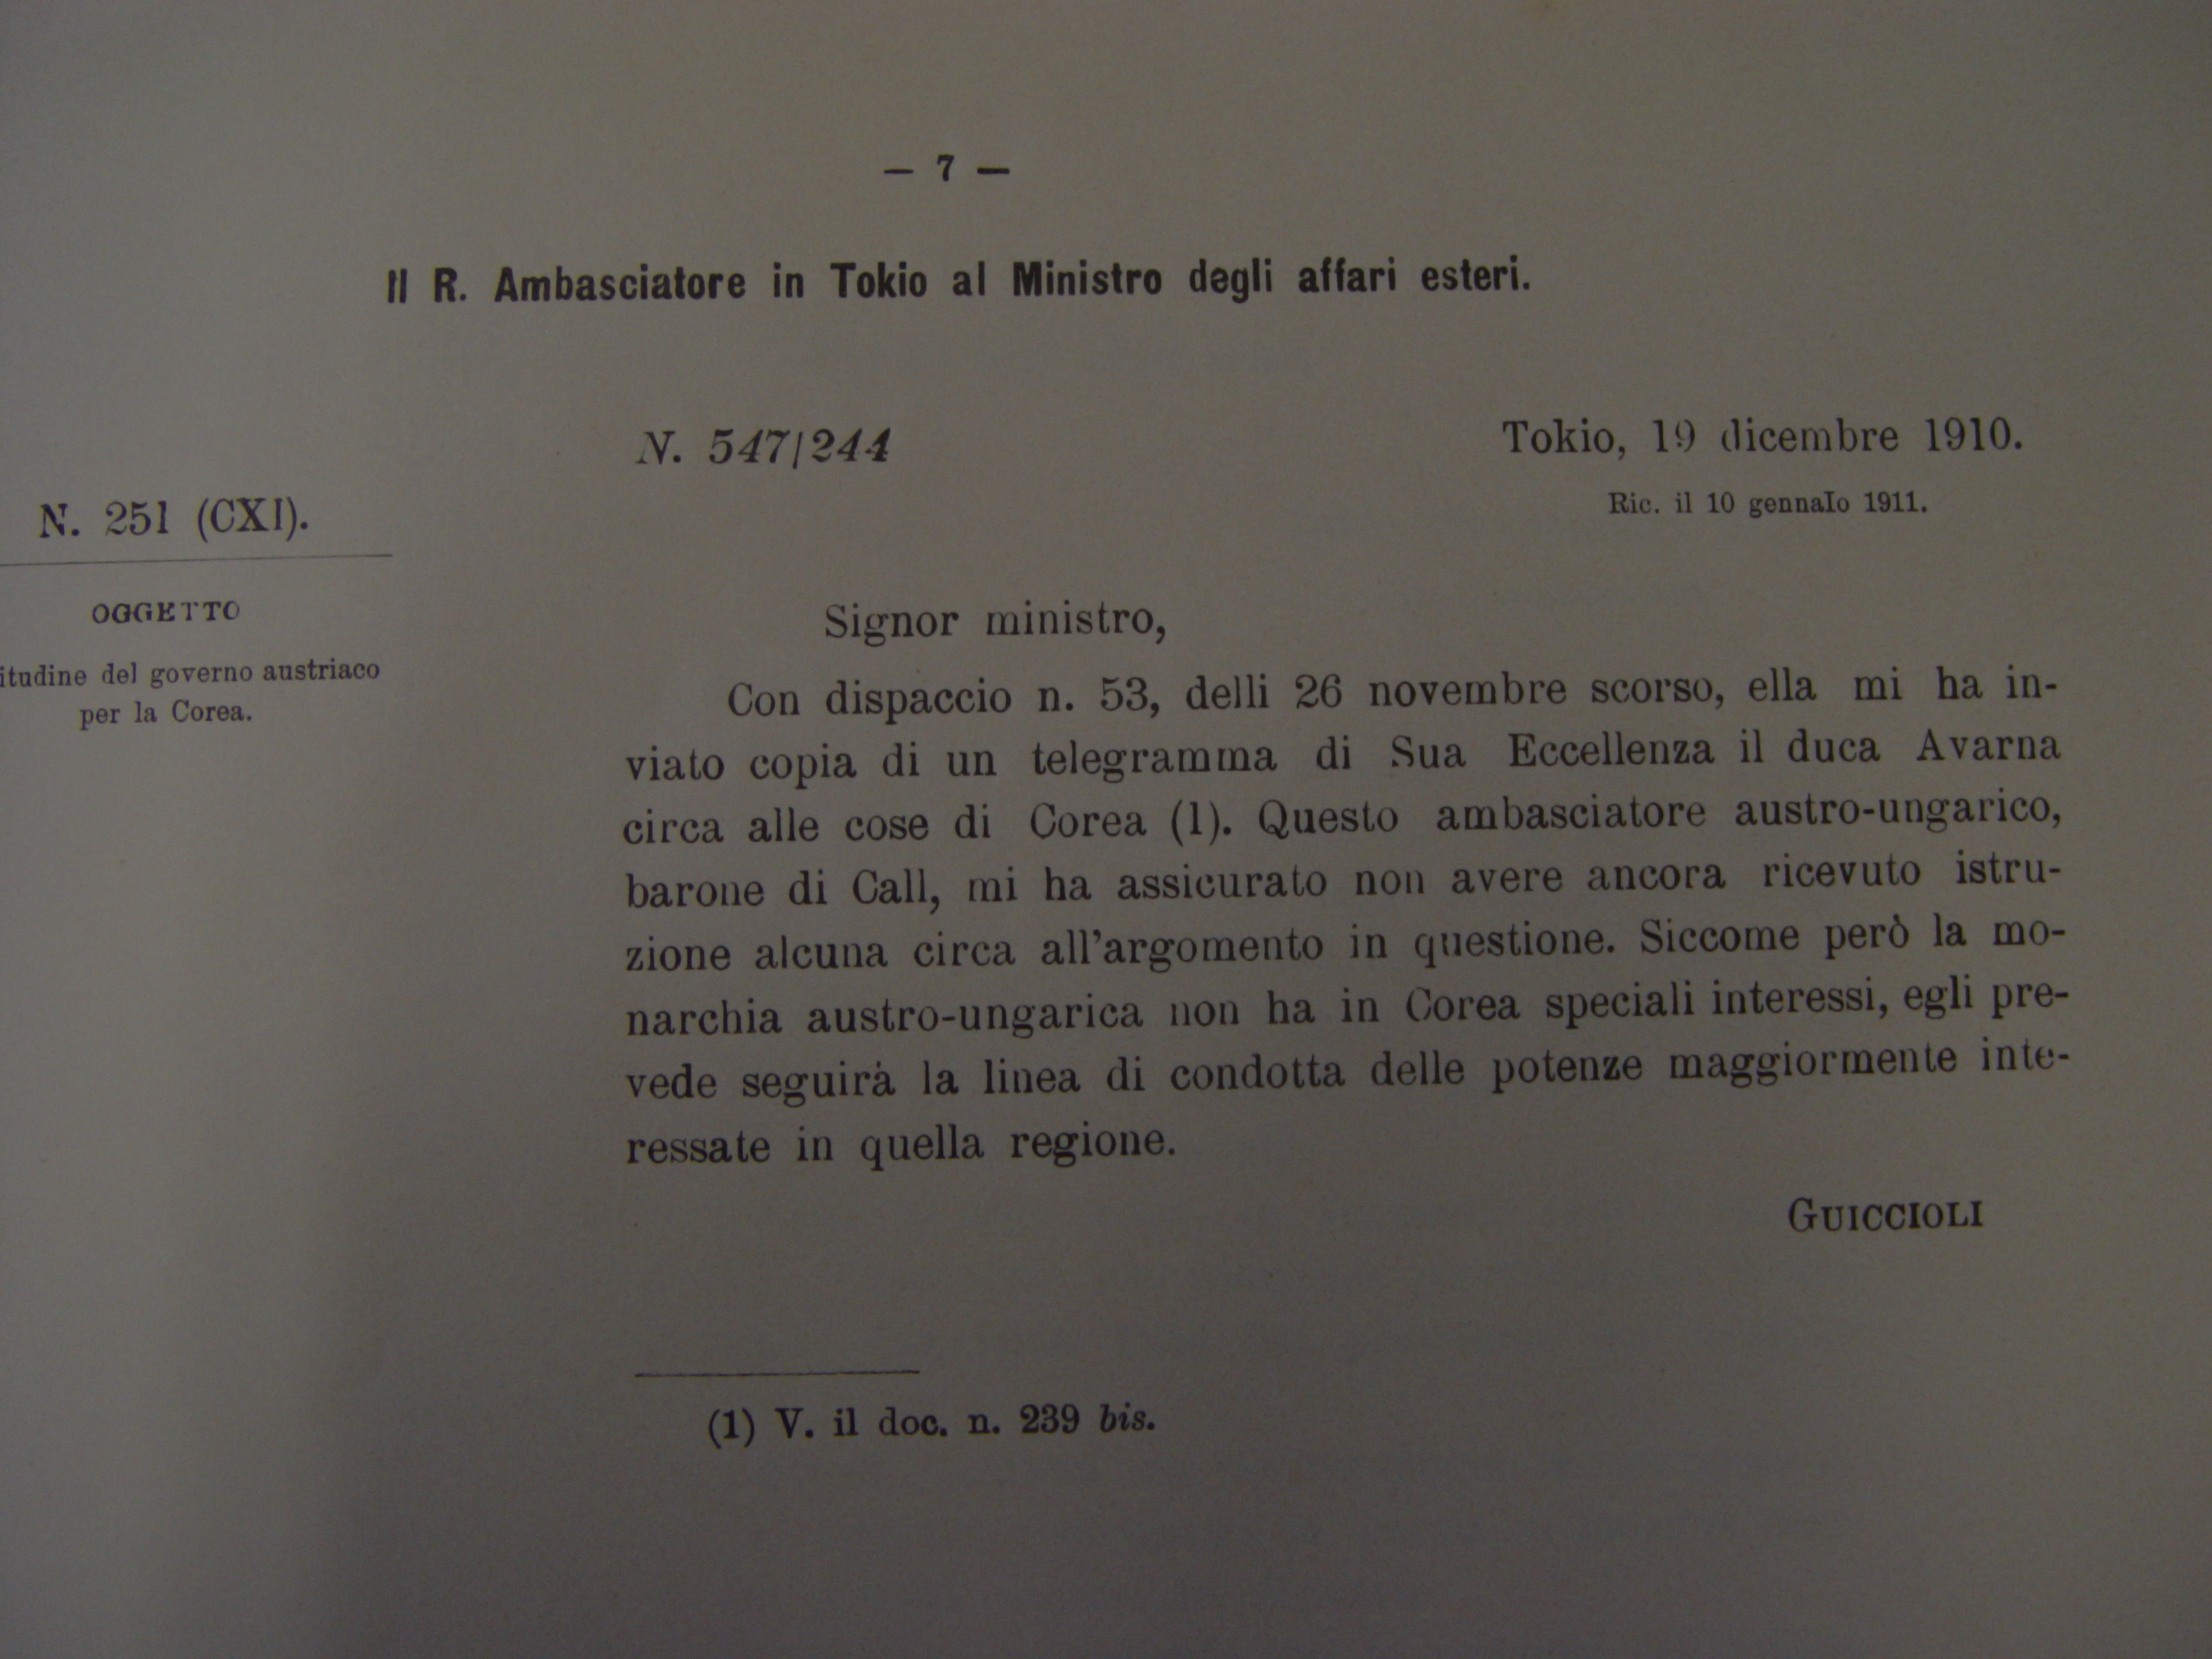 — 7 —
Il R. Ambasciatore in Tokio al Ministro degli affari esteri.
N. 547/244
Tokio, 19 dicembre 1910.
Ric. il 10 gennaIo 1911.
N. 251 (CXI).
OGGETTO
itudine del governo austriaco
per la Corea.
Signor ministro,
Con dispaccio n. 53, delli 26 novembre scorso, ella mi ha in-
viato copia di un telegramma di Sua Eccellenza il duca Avarna
circa alle cose di Corea (1). Questo ambasciatore austro-ungarico,
barone di Call, mi ha assicurato non avere ancora ricevuto istru-
zione alcuna circa all'argomento in questione. Siccome però la mo-
narchia austro-ungarica non ha in Corea speciali interessi, egli pre-
vede seguirà la linea di condotta delle potenze maggiormente inte-
ressate in quella regione.
GUICCIOLI
(1) V. il doc. n. 239 bis.